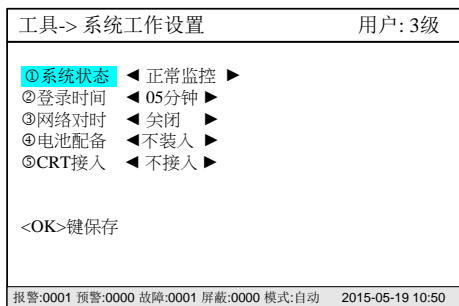 工具-> 系统工作设置 用户: 3级
①系统状态 ◀ 正常监控 ▶
②登录时间 ◀ 05分钟 ▶
③网络对时 ◀ 关闭 ▶
④电池配备 ◀不装入 ▶
⑤CRT接入 ◀ 不接入 ▶
<OK>键保存
报警:0001 预警:0000 故障:0001 屏蔽:0000 模式:自动 2015-05-19 10:50